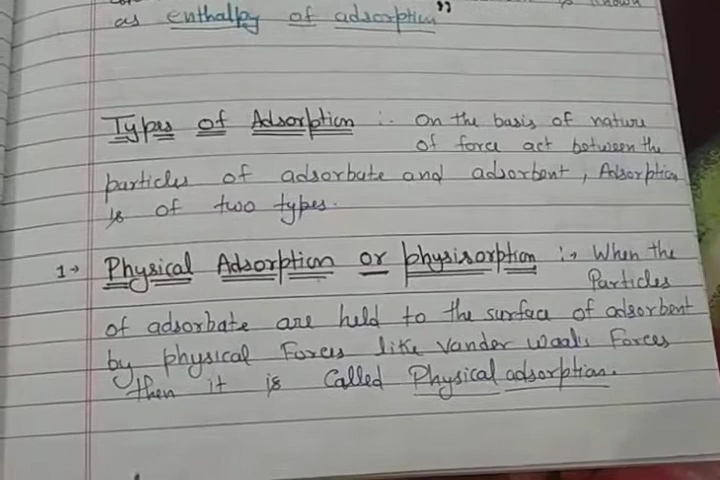 known
as enthalpy of adsorption"
Types of Adsorption :- On the basis of nature
of force act between the
particles of adsorbate and adsorbent, Adsorption
is of two types.
1→ Physical Adsorption or physisorption :→ When the
Particles
of adsorbate are held to the surface of adsorbent
by physical Forces like Vander Waals Forces
then it is Called Physical adsorption.